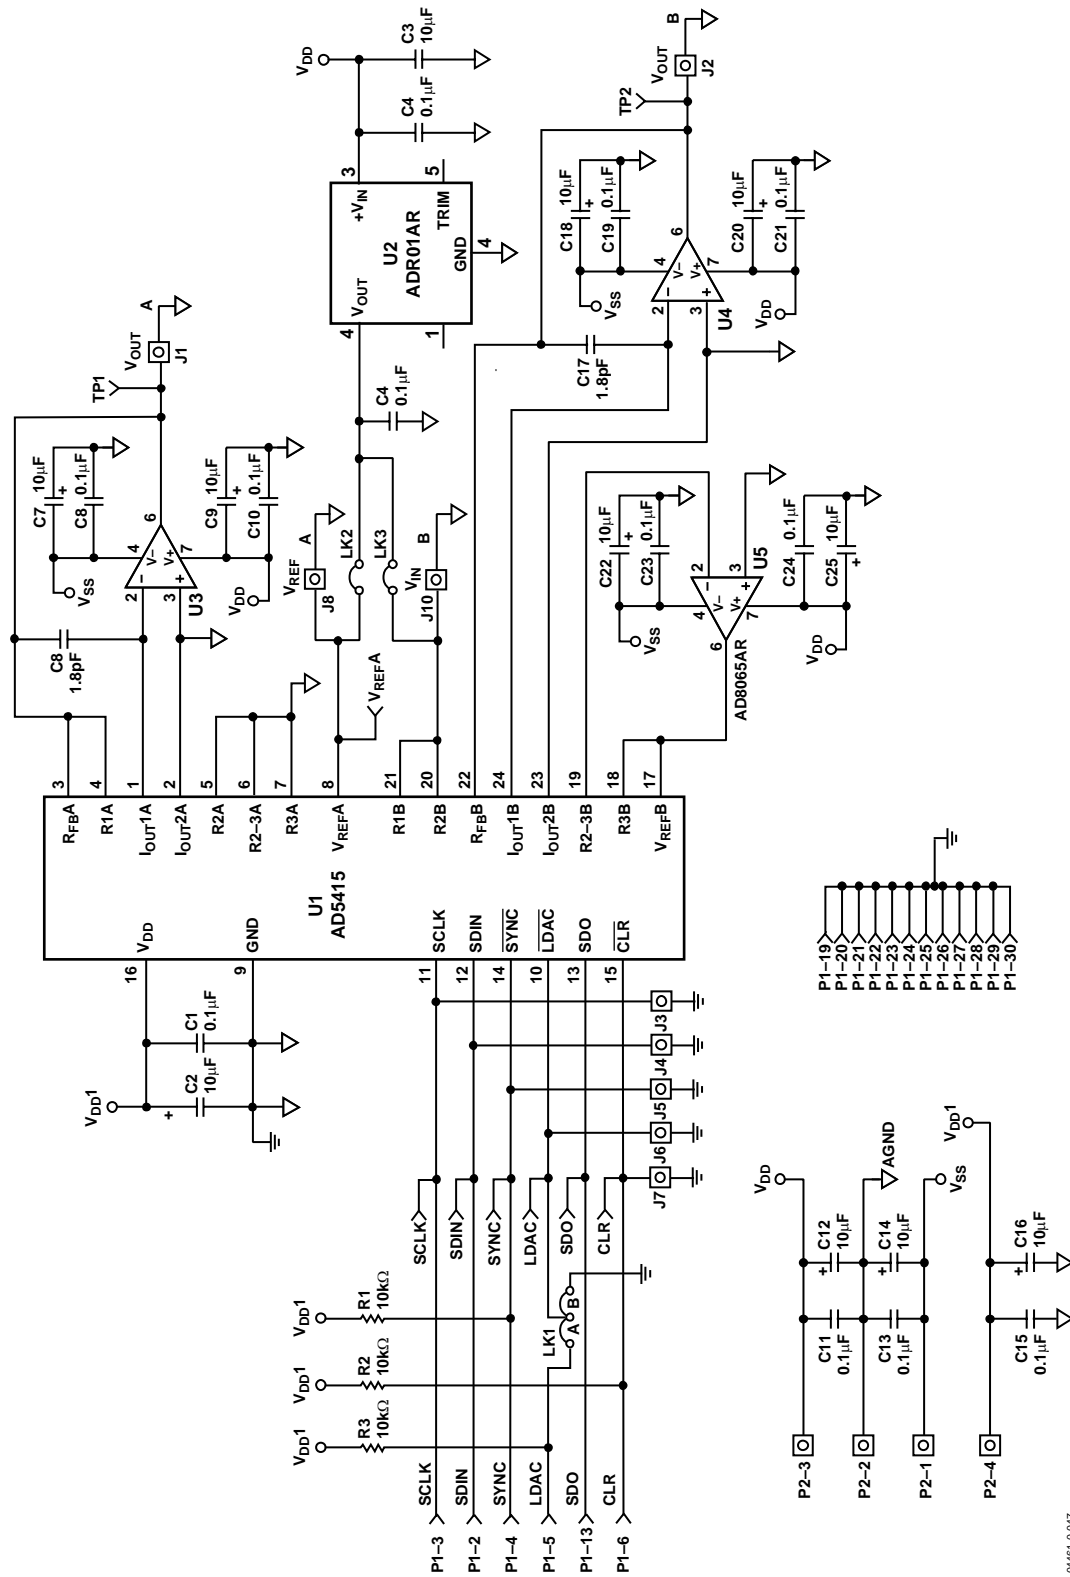 P1–3
P1–2
P1–4
P1–5
P1–13
P1–6
SCLK
SDIN
SYNC
LDAC
SDO
CLR
VDD1
R3
10kΩ
VDD1
R2
10kΩ
VDD1
R1
10kΩ
LK1
A
B
SCLK
SDIN
SYNC
LDAC
SDO
CLR
J7
J6
J5
J4
J3
VDD1
C2
10µF
+
C1
0.1µF
16
9
11
12
14
10
13
15
VDD
GND
SCLK
SDIN
SYNC
LDAC
SDO
CLR
U1
AD5415
RFBA
R1A
IOUT1A
IOUT2A
R2A
R2–3A
R3A
VREFA
R1B
R2B
RFBB
IOUT1B
IOUT2B
R2–3B
R3B
VREFB
3
4
1
2
5
6
7
8
21
20
22
24
23
19
18
17
C8
1.8pF
VSS
VDD
U3
2
3
–
+
4
V–
V+
7
6
C7
10µF
+
C8
0.1µF
C9
10µF
+
C10
0.1µF
TP1
VOUT
J1
A
VREF
J8
A
VREFA
LK2
LK3
VIN
J10
B
C4
0.1µF
4
1
VOUT
U2
ADR01AR
+VIN
TRIM
GND
3
5
4
VDD
C3
10µF
C4
0.1µF
C17
1.8pF
VSS
VDD
U4
2
3
–
+
4
V–
V+
7
6
C18
10µF
+
C19
0.1µF
C20
10µF
+
C21
0.1µF
TP2
VOUT
J2
B
AD8065AR
U5
6
4
V–
V+
7
2
3
–
+
VSS
VDD
C22
10µF
+
C23
0.1µF
C24
0.1µF
C25
10µF
+
P1–19
P1–20
P1–21
P1–22
P1–23
P1–24
P1–25
P1–26
P1–27
P1–28
P1–29
P1–30
P2–3
P2–2
P2–1
P2–4
C11
0.1µF
C12
10µF
+
C13
0.1µF
C14
10µF
+
C15
0.1µF
C16
10µF
+
VDD
AGND
VSS
VDD1